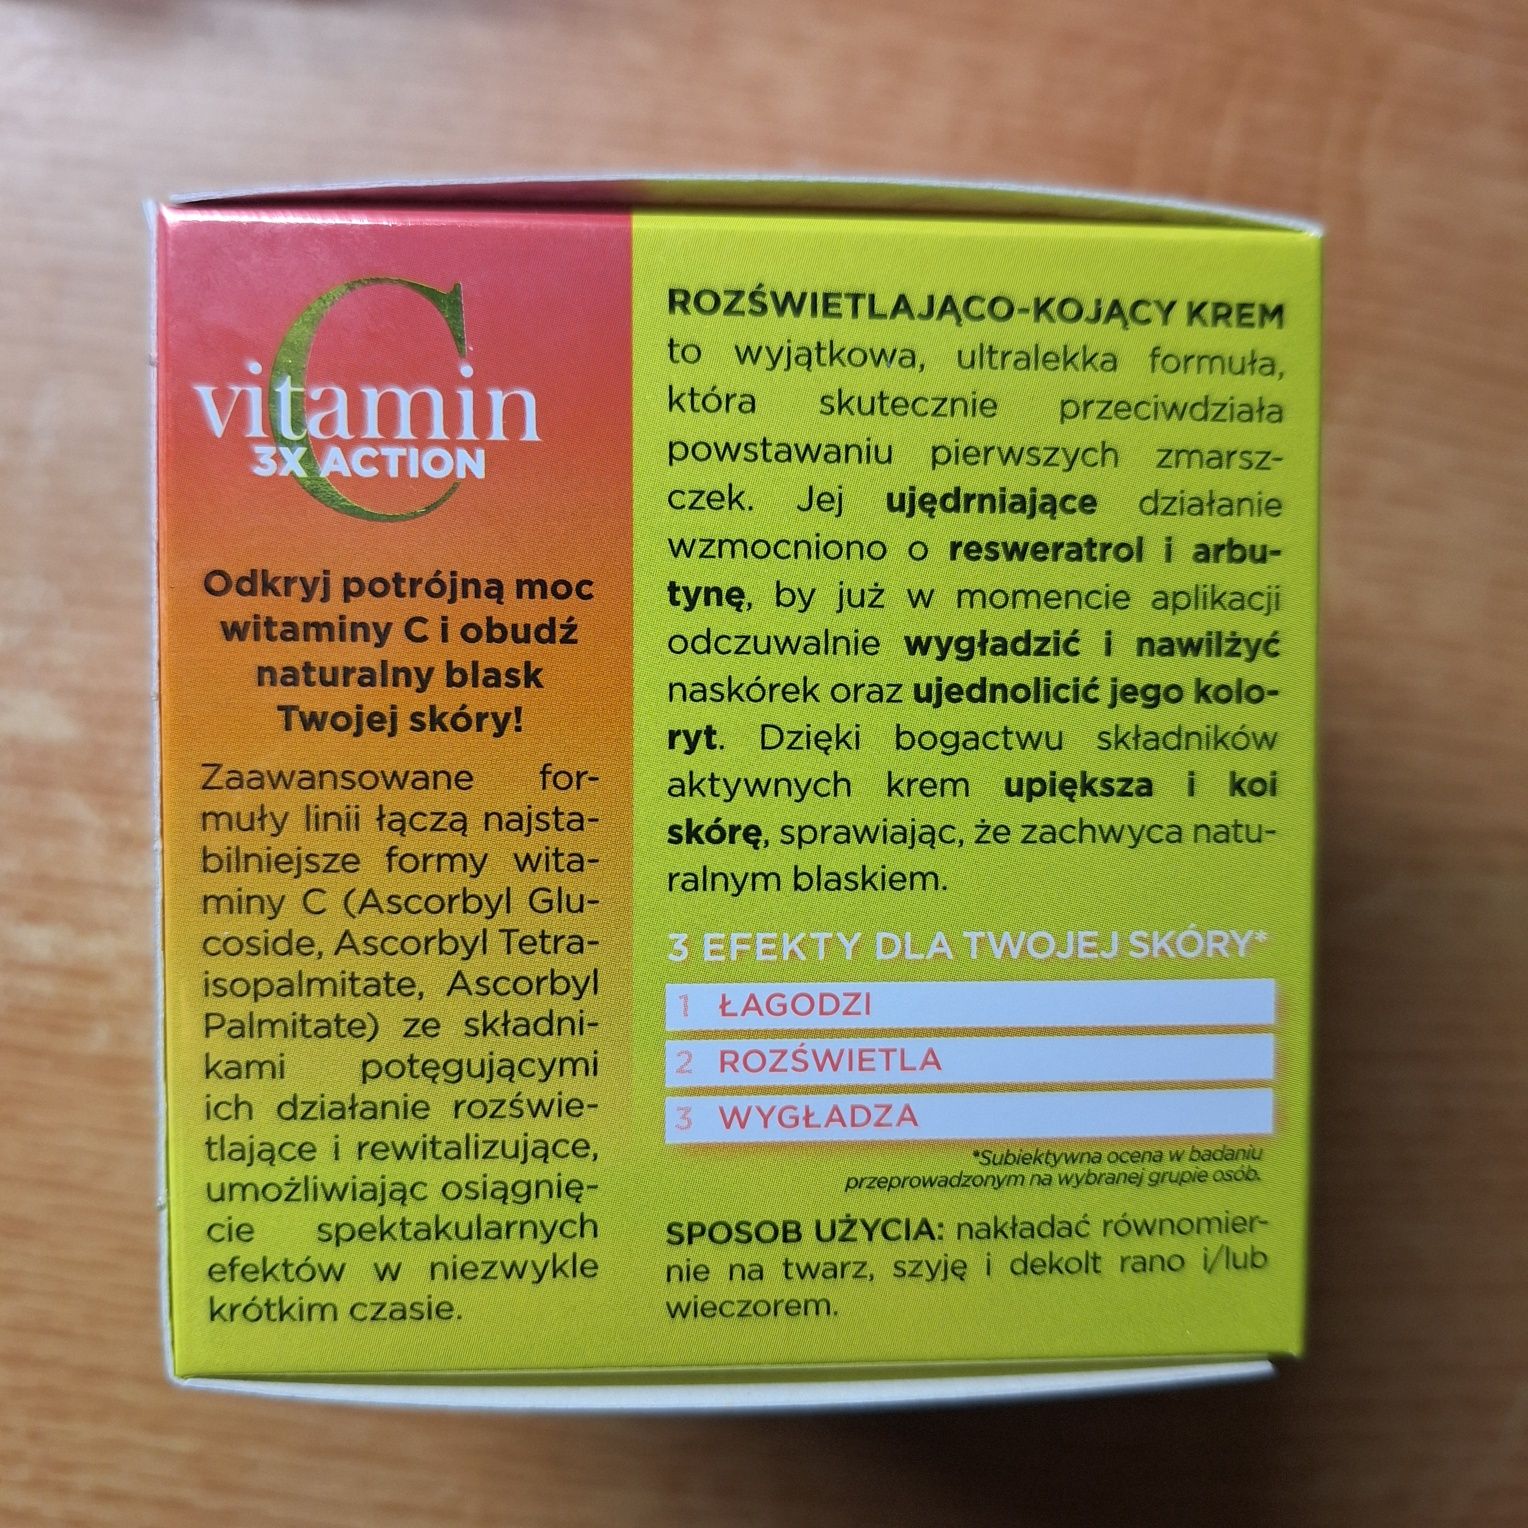 C
vitamin
3X ACTION
Odkryj potrójną moc
witaminy C i obudź
naturalny blask
Twojej skóry!
Zaawansowane for-
muły linii łączą najsta-
bilniejsze formy wita-
miny C (Ascorbyl Glu-
coside, Ascorbyl Tetra-
isopalmitate, Ascorbyl
Palmitate) ze składni-
kami potęgującymi
ich działanie rozświe-
tlające i rewitalizujące,
umożliwiając osiągnię-
cie spektakularnych
efektów w niezwykle
krótkim czasie.
ROZŚWIETLAJĄCO-KOJĄCY KREM
to wyjątkowa, ultralekka formuła,
która skutecznie przeciwdziała
powstawaniu pierwszych zmarsz-
czek. Jej ujędrniające działanie
wzmocniono o resweratrol i arbu-
tynę, by już w momencie aplikacji
odczuwalnie wygładzić i nawilżyć
naskórek oraz ujednolicić jego kolo-
ryt. Dzięki bogactwu składników
aktywnych krem upiększa i koi
skórę, sprawiając, że zachwyca natu-
ralnym blaskiem.
3 EFEKTY DLA TWOJEJ SKÓRY*
1 ŁAGODZI
2 ROZŚWIETLA
3 WYGŁADZA
*Subiektywna ocena w badaniu
przeprowadzonym na wybranej grupie osób.
SPOSOB UŻYCIA: nakładać równomier-
nie na twarz, szyję i dekolt rano i/lub
wieczorem.